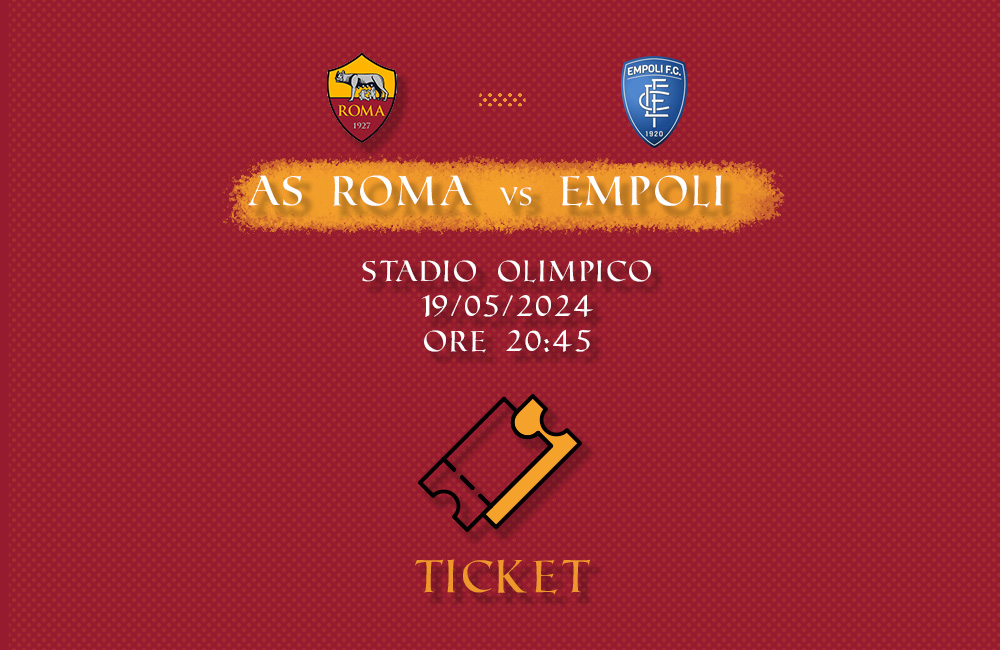 ROMA
1927
EMPOLI F.C.
1920
AS ROMA VS EMPOLI
STADIO OLIMPICO
19/05/2024
ORE 20:45
TICKET